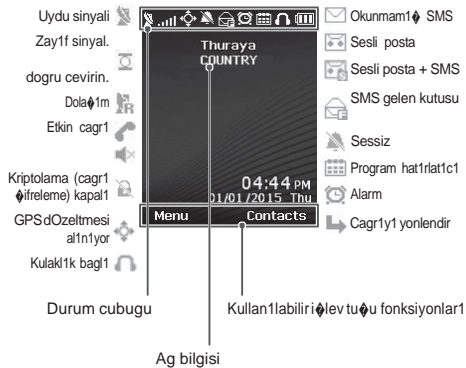 Uydu sinyali
Zay1f sinyal.
dogru cevirin.
Dola�1m
Etkin cagr1
Kriptolama (cagr1
�ifreleme) kapal1
GPSdOzeltmesi
al1n1yor
Kulakl1k bagl1
Thuraya
COUNTRY
04:44 PM
01/01/2015 Thu
Menu
Contacts
Okunmam1� SMS
Sesli posta
Sesli posta + SMS
SMS gelen kutusu
Sessiz
Program hat1rlat1c1
Alarm
Cagr1y1 yonlendir
Durum cubugu
Kullan1labiliri�lev tu�u fonksiyonlar1
Ag bilgisi